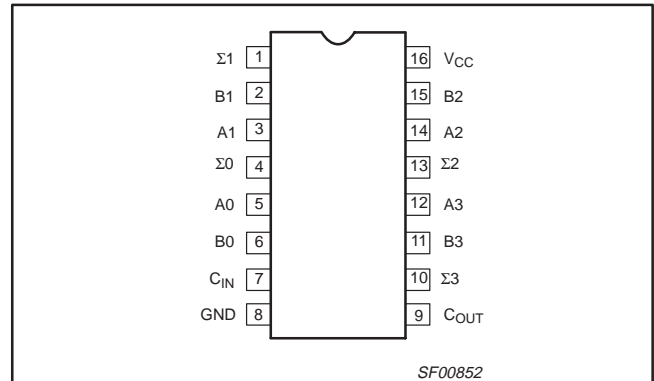 Σ1 1 16 VCC
B1 2 15 B2
A1 3 14 A2
Σ0 4 13 Σ2
A0 5 12 A3
B0 6 11 B3
CIN 7 10 Σ3
GND 8 9 COUT
SF00852